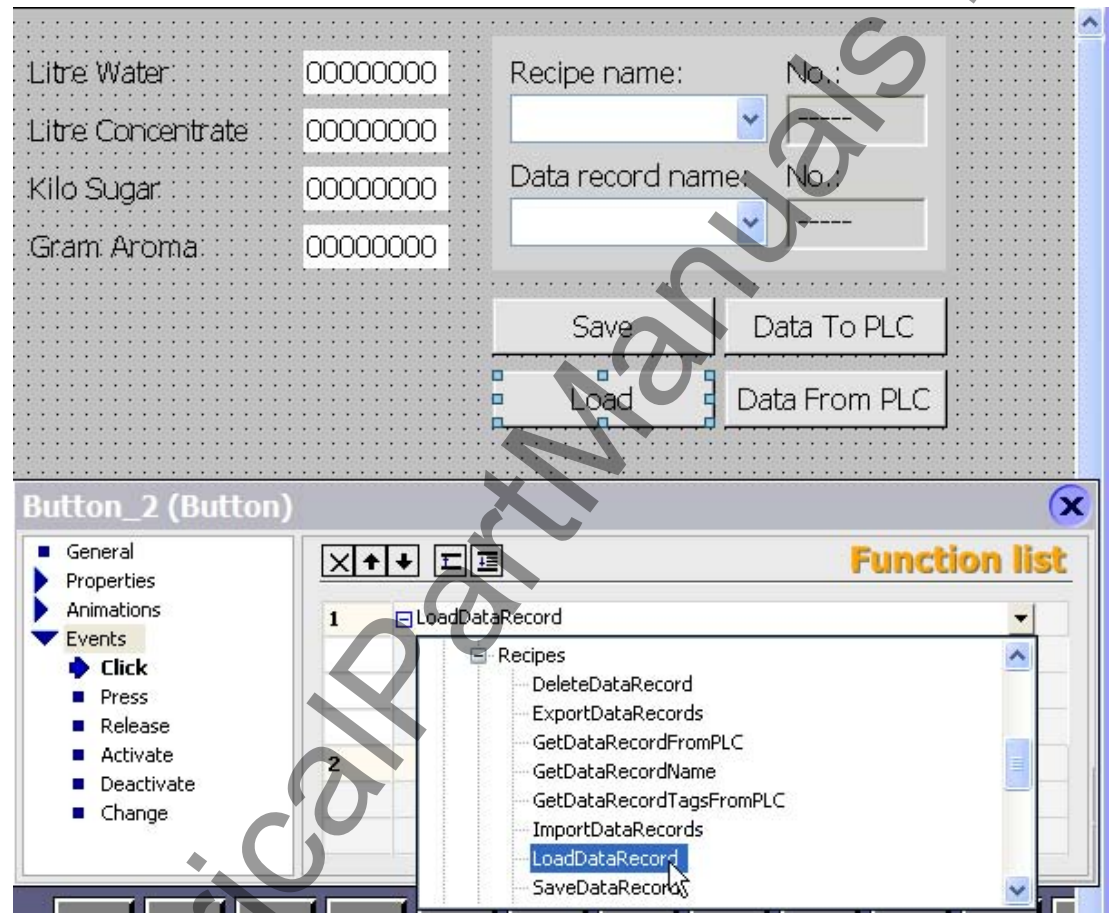 Litre Water 00000000
Litre Concentrate 00000000
Kilo Sugar 00000000
Gram Aroma 00000000
Recipe name: No.:
-----
Data record name: No.:
-----
Save Data To PLC
Load Data From PLC
Button_2 (Button)
General
Properties
Animations
Events
Click
Press
Release
Activate
Deactivate
Change
Function list
1 LoadDataRecord
Recipes
DeleteDataRecord
ExportDataRecords
GetDataRecordFromPLC
GetDataRecordName
GetDataRecordTagsFromPLC
ImportDataRecords
LoadDataRecord
SaveDataRecord
2
icalPartManuals